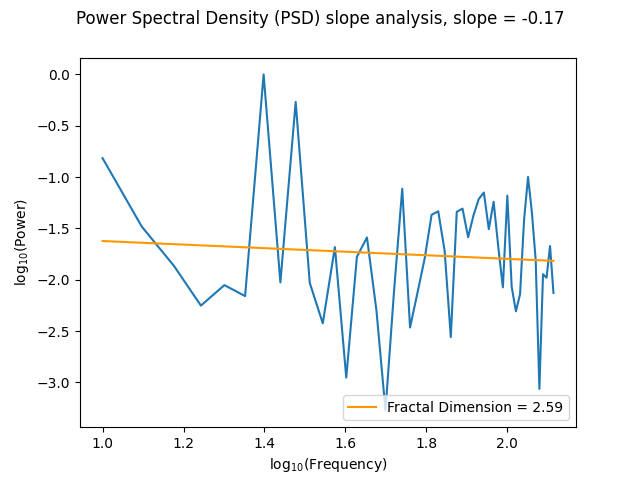 Power Spectral Density (PSD) slope analysis, slope = -0.17
0.0
−0.5
−1.0
−1.5
−2.0
−2.5
−3.0
log₁₀(Power)
Fractal Dimension = 2.59
1.0 1.2 1.4 1.6 1.8 2.0
log₁₀(Frequency)